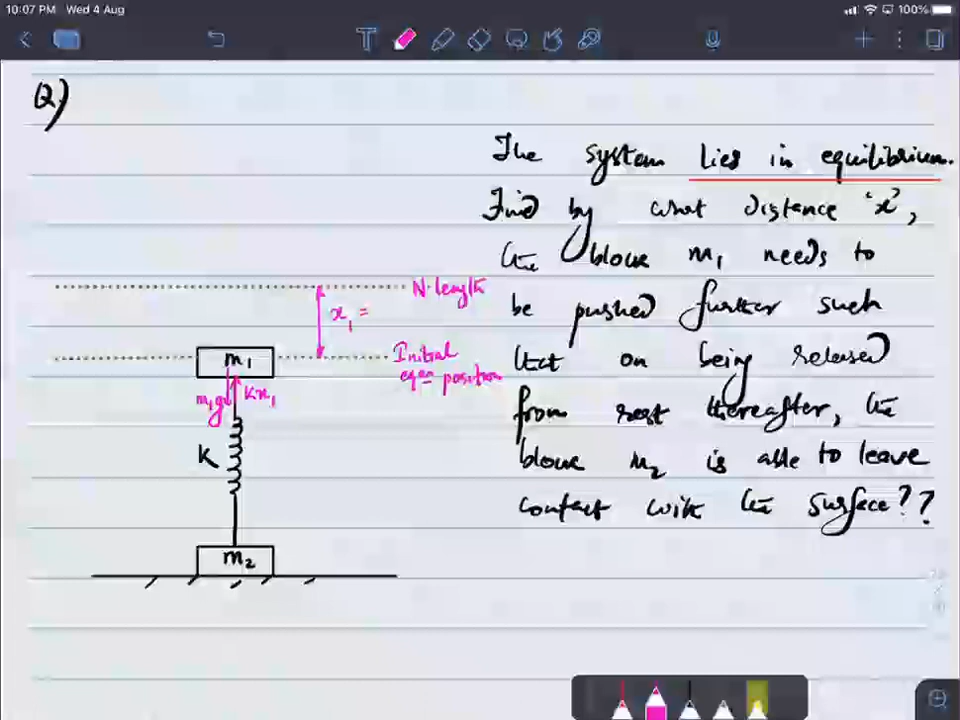 10:07 PM Wed 4 Aug
100%
Q)
The system lies in equilibrium.
Find by what distance 'x',
the block m₁ needs to
be pushed further such
that on being released
from rest thereafter, the
block m₂ is able to leave
contact with the surface??
N. length
x₁ =
m₁
Initial
eqᵐ position
m₁g
Kx₁
K
m₂